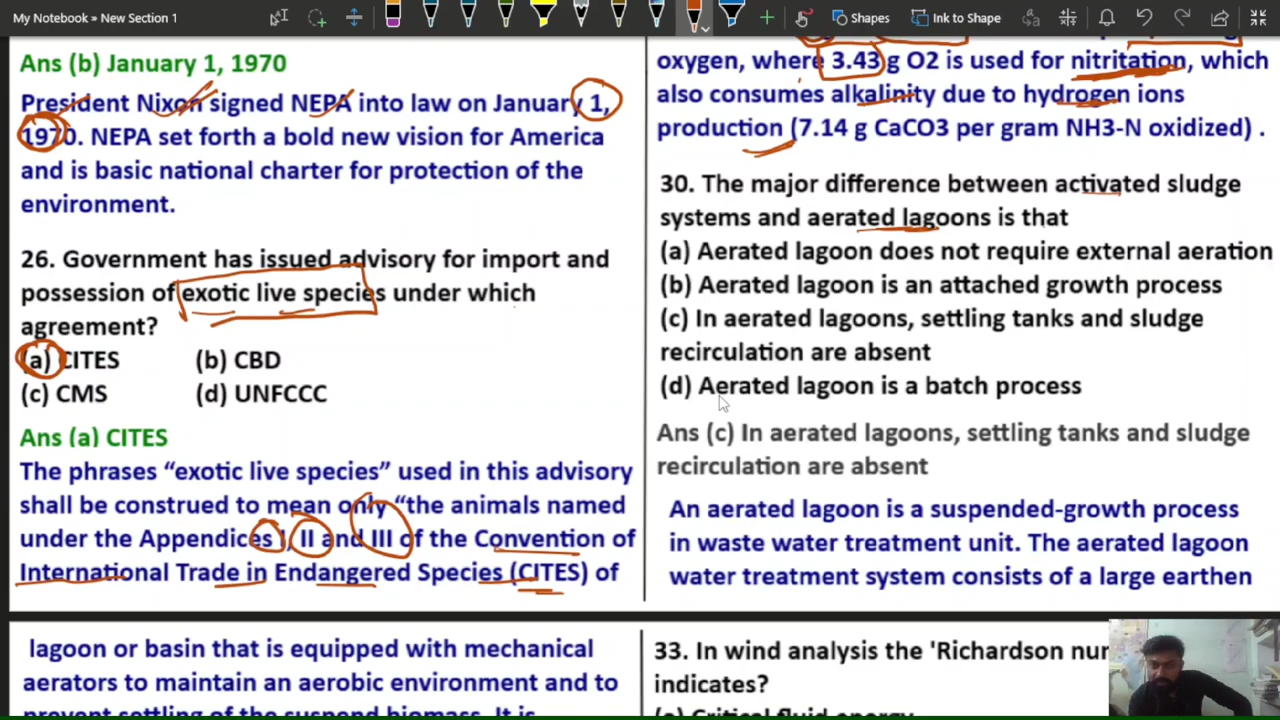 My Notebook » New Section 1
Shapes
Ink to Shape
Ans (b) January 1, 1970
President Nixon signed NEPA into law on January 1,
1970. NEPA set forth a bold new vision for America
and is basic national charter for protection of the
environment.
26. Government has issued advisory for import and
possession of exotic live species under which
agreement?
(a) CITES (b) CBD
(c) CMS (d) UNFCCC
Ans (a) CITES
The phrases “exotic live species” used in this advisory
shall be construed to mean only “the animals named
under the Appendices I, II and III of the Convention of
International Trade in Endangered Species (CITES) of
oxygen, where 3.43 g O2 is used for nitritation, which
also consumes alkalinity due to hydrogen ions
production (7.14 g CaCO3 per gram NH3-N oxidized) .
30. The major difference between activated sludge
systems and aerated lagoons is that
(a) Aerated lagoon does not require external aeration
(b) Aerated lagoon is an attached growth process
(c) In aerated lagoons, settling tanks and sludge
recirculation are absent
(d) Aerated lagoon is a batch process
Ans (c) In aerated lagoons, settling tanks and sludge
recirculation are absent
An aerated lagoon is a suspended-growth process
in waste water treatment unit. The aerated lagoon
water treatment system consists of a large earthen
lagoon or basin that is equipped with mechanical
aerators to maintain an aerobic environment and to
prevent settling of the suspend biomass. It is
33. In wind analysis the 'Richardson
indicates?
(a) Critical fluid energy